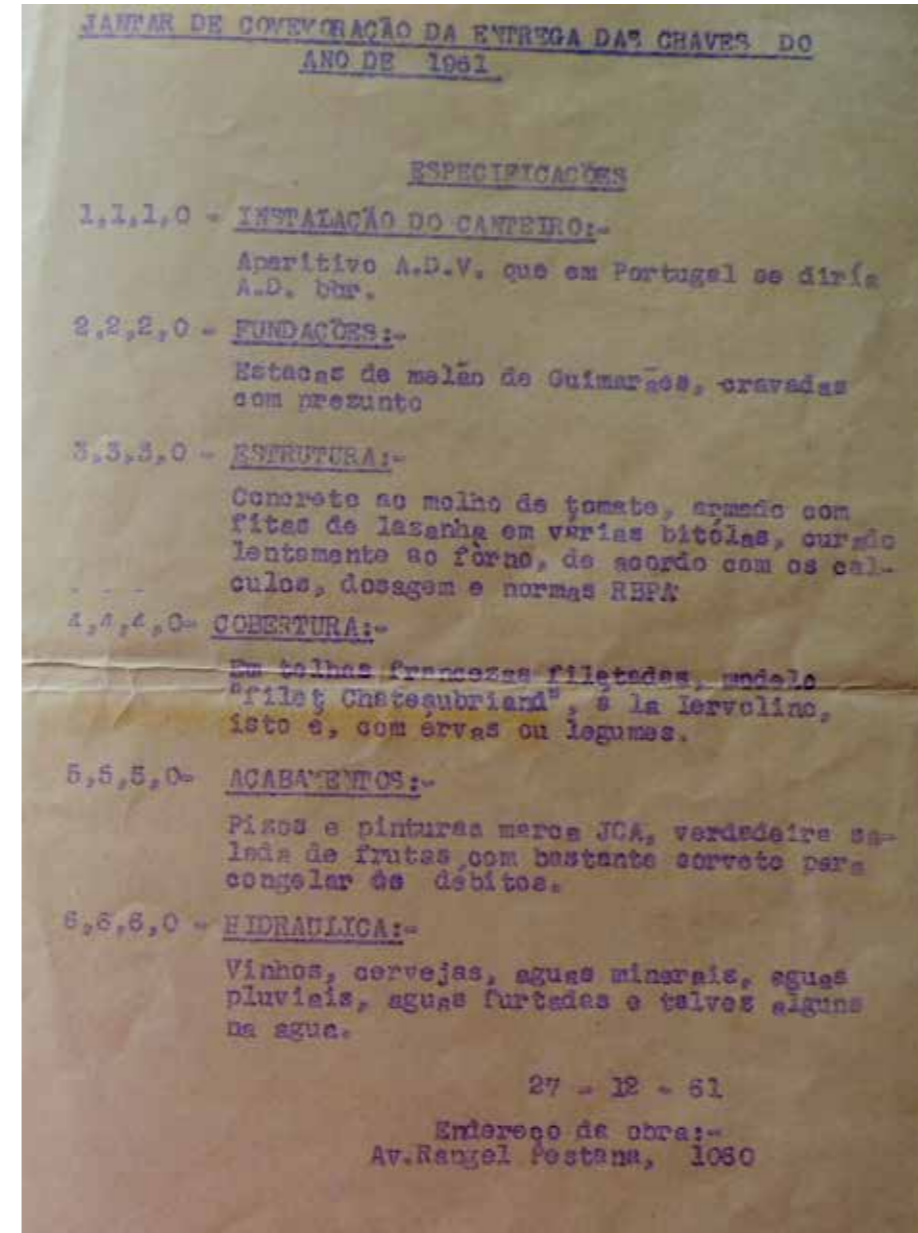 JANTAR DE COMEMORAÇÃO DA ENTREGA DAS CHAVES DO
ANO DE 1961
ESPECIFICACÕES
1,1,1,0 - INSTALAÇÃO DO CANTEIRO:-
Aperitivo A.D.V. que em Portugal se diría
A.D. bbr.
2,2,2,0 - FUNDAÇÕES:-
Estacas de melão de Guimarães, cravadas
com presunto
3,3,3,0 - ESTRUTURA:-
Concreto ao molho de tomate, armado com
fitas de lazanha em várias bitólas, curado
lentamente ao fôrno, de acordo com os cál-
culos, dosagem e normas RBPA
4,4,4,0- COBERTURA:-
Em telhas francezas filetadas, modelo
"filet Chateaubriand", à la Iervolino,
isto é, com érvas ou legumes.
5,5,5,0- ACABAMENTOS:-
Pisos e pinturas marca JCA, verdadeira sa-
lada de frutas com bastante sorvete para
congelar os débitos.
6,6,6,0 - HIDRAULICA:-
Vinhos, cervejas, aguas minerais, aguas
pluviais, aguas furtadas e talves alguns
na agua.
27 - 12 - 61
Endereço da obra:-
Av.Rangel Pestana, 1060